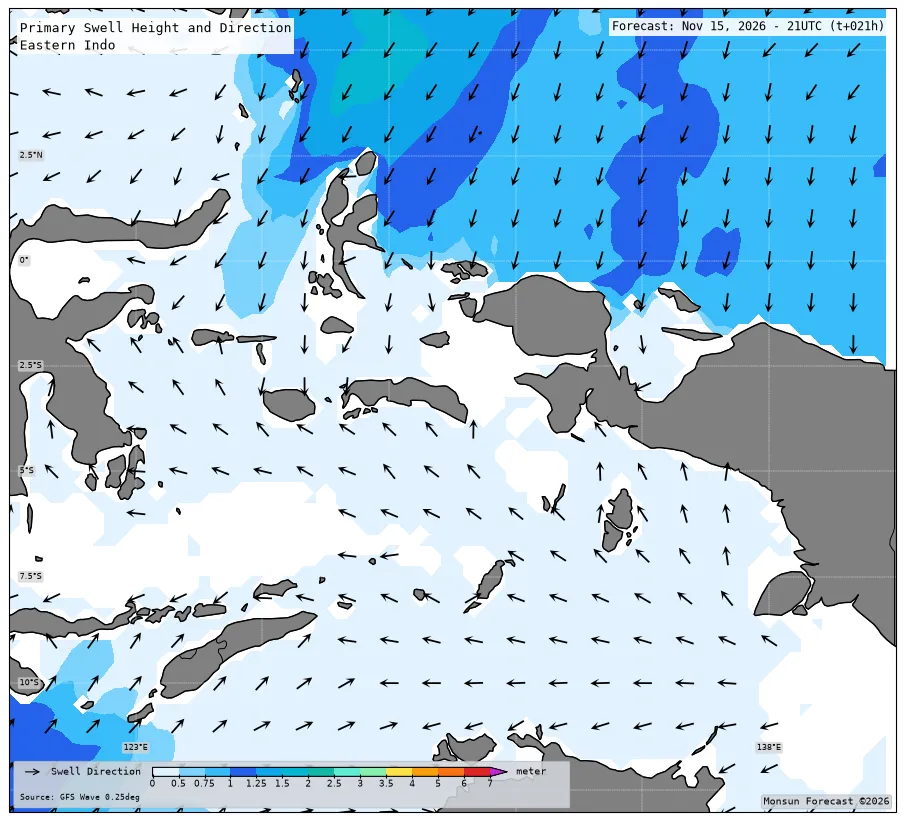 Primary Swell Height and Direction
Eastern Indo
Forecast: Nov 15, 2026 - 21UTC (t+021h)
2.5°N
0°
2.5°S
5°S
7.5°S
10°S
123°E
138°E
Swell Direction
0 0.5 0.75 1 1.25 1.5 2 2.5 3 3.5 4 5 6 7
meter
Source: GFS Wave 0.25deg
Monsun Forecast ©2026